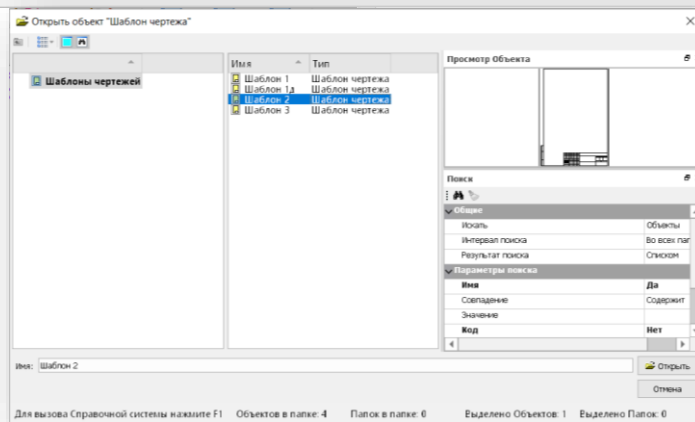 Открыть объект "Шаблон чертежа"
Имя Тип
Шаблоны чертежей
Шаблон 1 Шаблон чертежа
Шаблон 1д Шаблон чертежа
Шаблон 2 Шаблон чертежа
Шаблон 3 Шаблон чертежа
Просмотр Объекта
Поиск
Общие
Искать Объекты
Интервал поиска Во всех пап
Результат поиска Списком
Параметры поиска
Имя Да
Совпадение Содержит
Значение
Код Нет
Имя: Шаблон 2
Открыть
Отмена
Для вызова Справочной системы нажмите F1 Объектов в папке: 4 Папок в папке: 0 Выделено Объектов: 1 Выделено Папок: 0